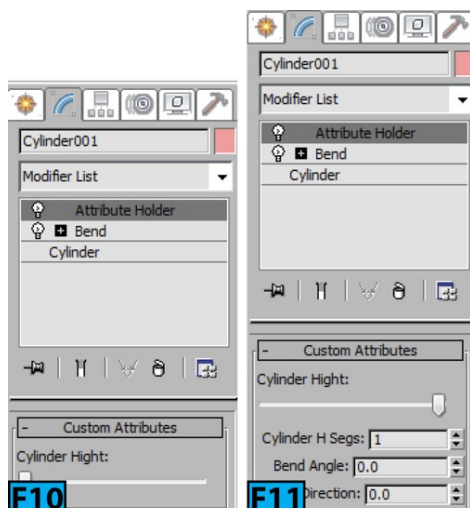 Cylinder001
Modifier List
Attribute Holder
Bend
Cylinder
- Custom Attributes
Cylinder Hight:
F10
Cylinder001
Modifier List
Attribute Holder
Bend
Cylinder
- Custom Attributes
Cylinder Hight:
Cylinder H Segs: 1
Bend Angle: 0.0
Direction: 0.0
F11